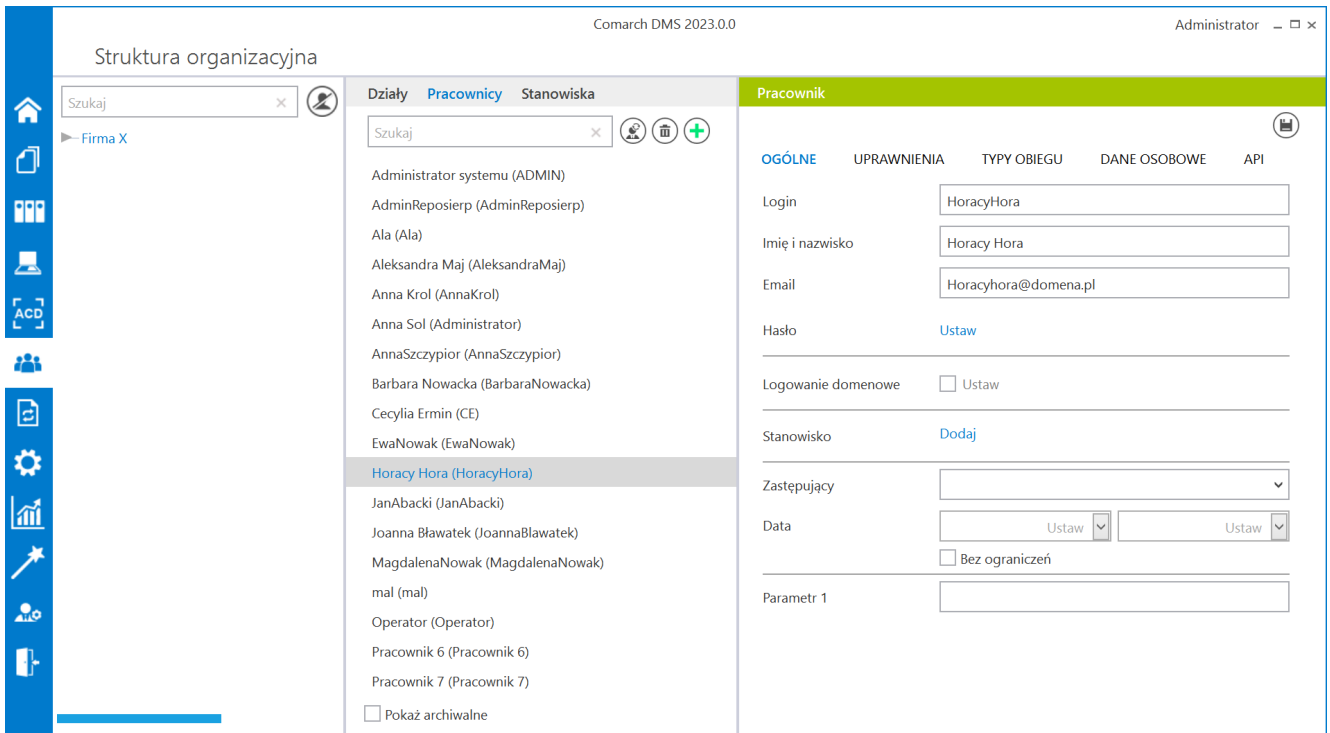 Comarch DMS 2023.0.0
Administrator
Struktura organizacyjna
Szukaj
Firma X
ACD
Działy Pracownicy Stanowiska
Szukaj
Administrator systemu (ADMIN)
AdminReposierp (AdminReposierp)
Ala (Ala)
Aleksandra Maj (AleksandraMaj)
Anna Krol (AnnaKrol)
Anna Sol (Administrator)
AnnaSzczypior (AnnaSzczypior)
Barbara Nowacka (BarbaraNowacka)
Cecylia Ermin (CE)
EwaNowak (EwaNowak)
Horacy Hora (HoracyHora)
JanAbacki (JanAbacki)
Joanna Bławatek (JoannaBlawatek)
MagdalenaNowak (MagdalenaNowak)
mal (mal)
Operator (Operator)
Pracownik 6 (Pracownik 6)
Pracownik 7 (Pracownik 7)
Pokaż archiwalne
Pracownik
OGÓLNE UPRAWNIENIA TYPY OBIEGU DANE OSOBOWE API
Login HoracyHora
Imię i nazwisko Horacy Hora
Email Horacyhora@domena.pl
Hasło Ustaw
Logowanie domenowe Ustaw
Stanowisko Dodaj
Zastępujący
Data Ustaw Ustaw
Bez ograniczeń
Parametr 1